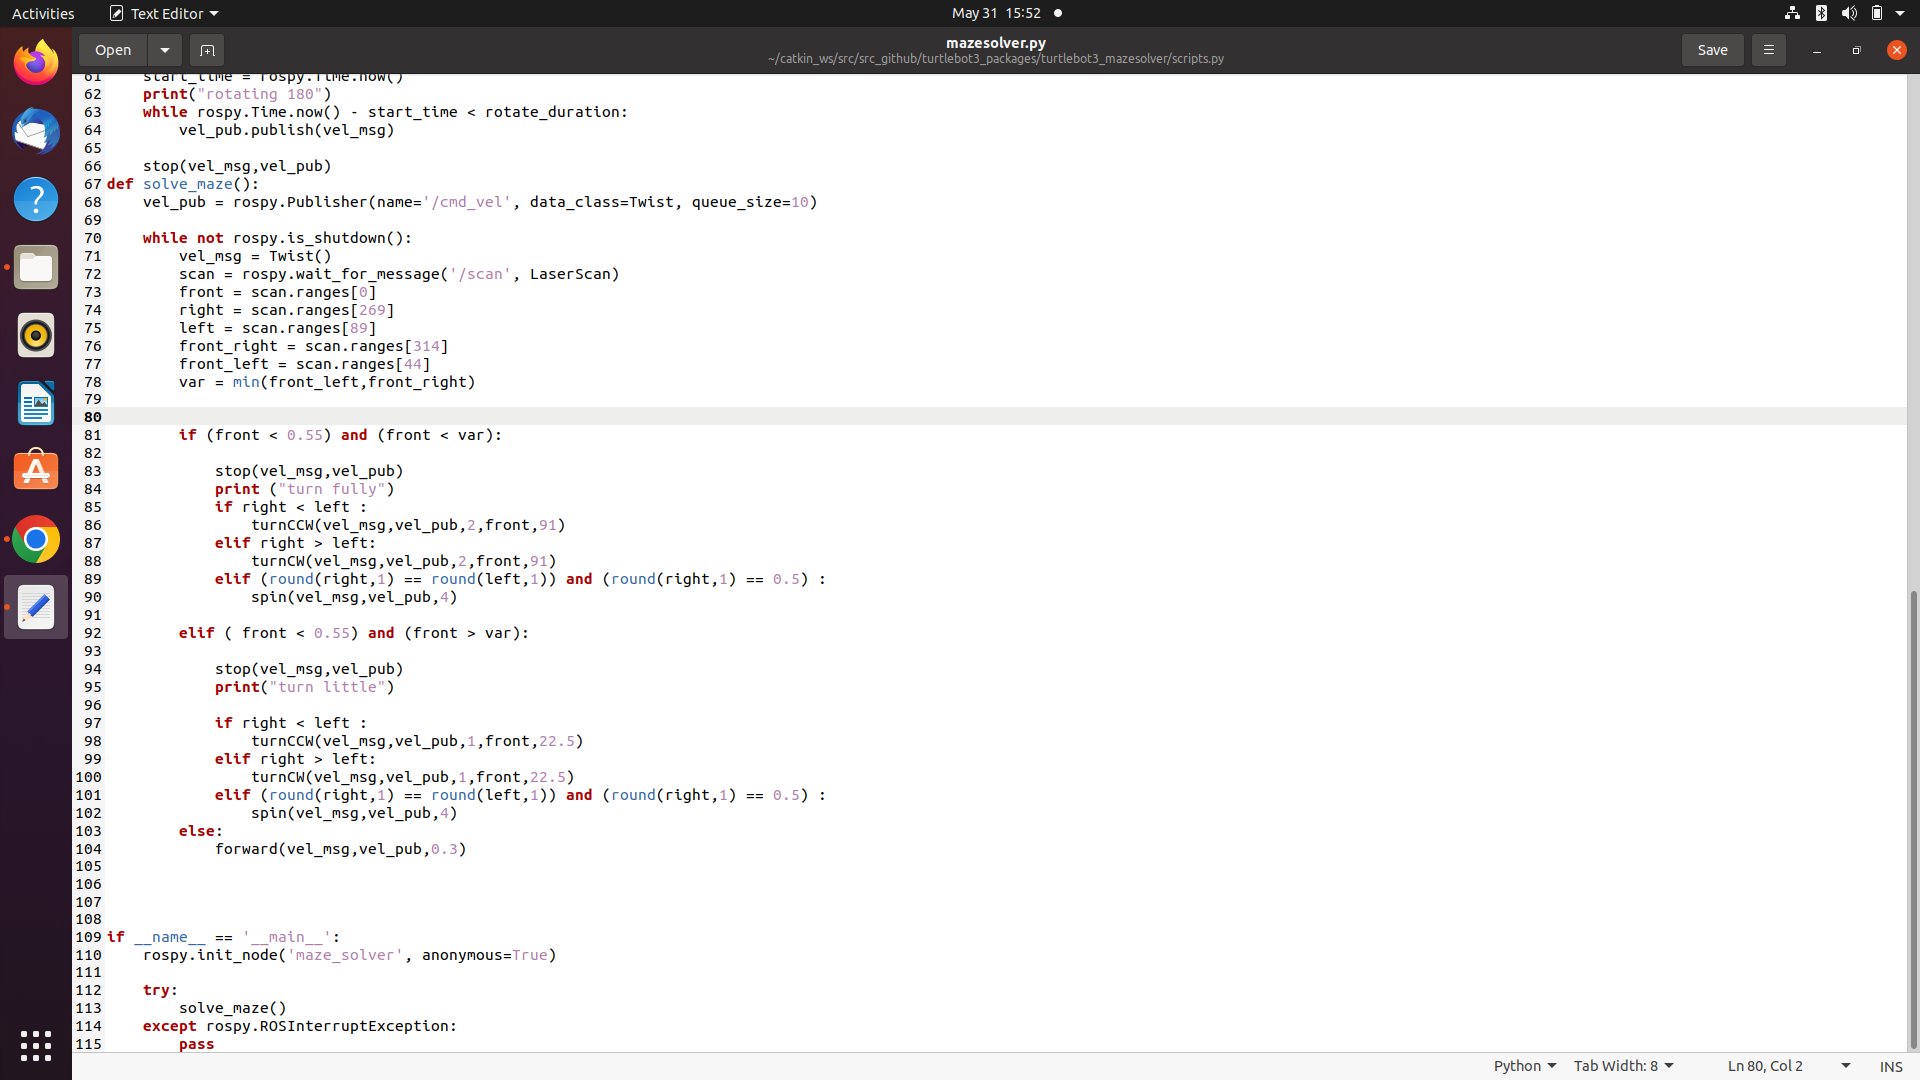 Activities Text Editor May 31 15:52
Open mazesolver.py Save
~/catkin_ws/src/src_github/turtlebot3_packages/turtlebot3_mazesolver/scripts.py
61     start_time = rospy.Time.now()
62     print("rotating 180")
63     while rospy.Time.now() - start_time < rotate_duration:
64         vel_pub.publish(vel_msg)
65
66     stop(vel_msg,vel_pub)
67 def solve_maze():
68     vel_pub = rospy.Publisher(name='/cmd_vel', data_class=Twist, queue_size=10)
69
70     while not rospy.is_shutdown():
71         vel_msg = Twist()
72         scan = rospy.wait_for_message('/scan', LaserScan)
73         front = scan.ranges[0]
74         right = scan.ranges[269]
75         left = scan.ranges[89]
76         front_right = scan.ranges[314]
77         front_left = scan.ranges[44]
78         var = min(front_left,front_right)
79
80
81         if (front < 0.55) and (front < var):
82
83             stop(vel_msg,vel_pub)
84             print ("turn fully")
85             if right < left :
86                 turnCCW(vel_msg,vel_pub,2,front,91)
87             elif right > left:
88                 turnCW(vel_msg,vel_pub,2,front,91)
89             elif (round(right,1) == round(left,1)) and (round(right,1) == 0.5) :
90                 spin(vel_msg,vel_pub,4)
91
92         elif ( front < 0.55) and (front > var):
93
94             stop(vel_msg,vel_pub)
95             print("turn little")
96
97             if right < left :
98                 turnCCW(vel_msg,vel_pub,1,front,22.5)
99             elif right > left:
100                 turnCW(vel_msg,vel_pub,1,front,22.5)
101             elif (round(right,1) == round(left,1)) and (round(right,1) == 0.5) :
102                 spin(vel_msg,vel_pub,4)
103         else:
104             forward(vel_msg,vel_pub,0.3)
105
106
107
108
109 if __name__ == '__main__':
110     rospy.init_node('maze_solver', anonymous=True)
111
112     try:
113         solve_maze()
114     except rospy.ROSInterruptException:
115         pass
Python Tab Width: 8 Ln 80, Col 2 INS